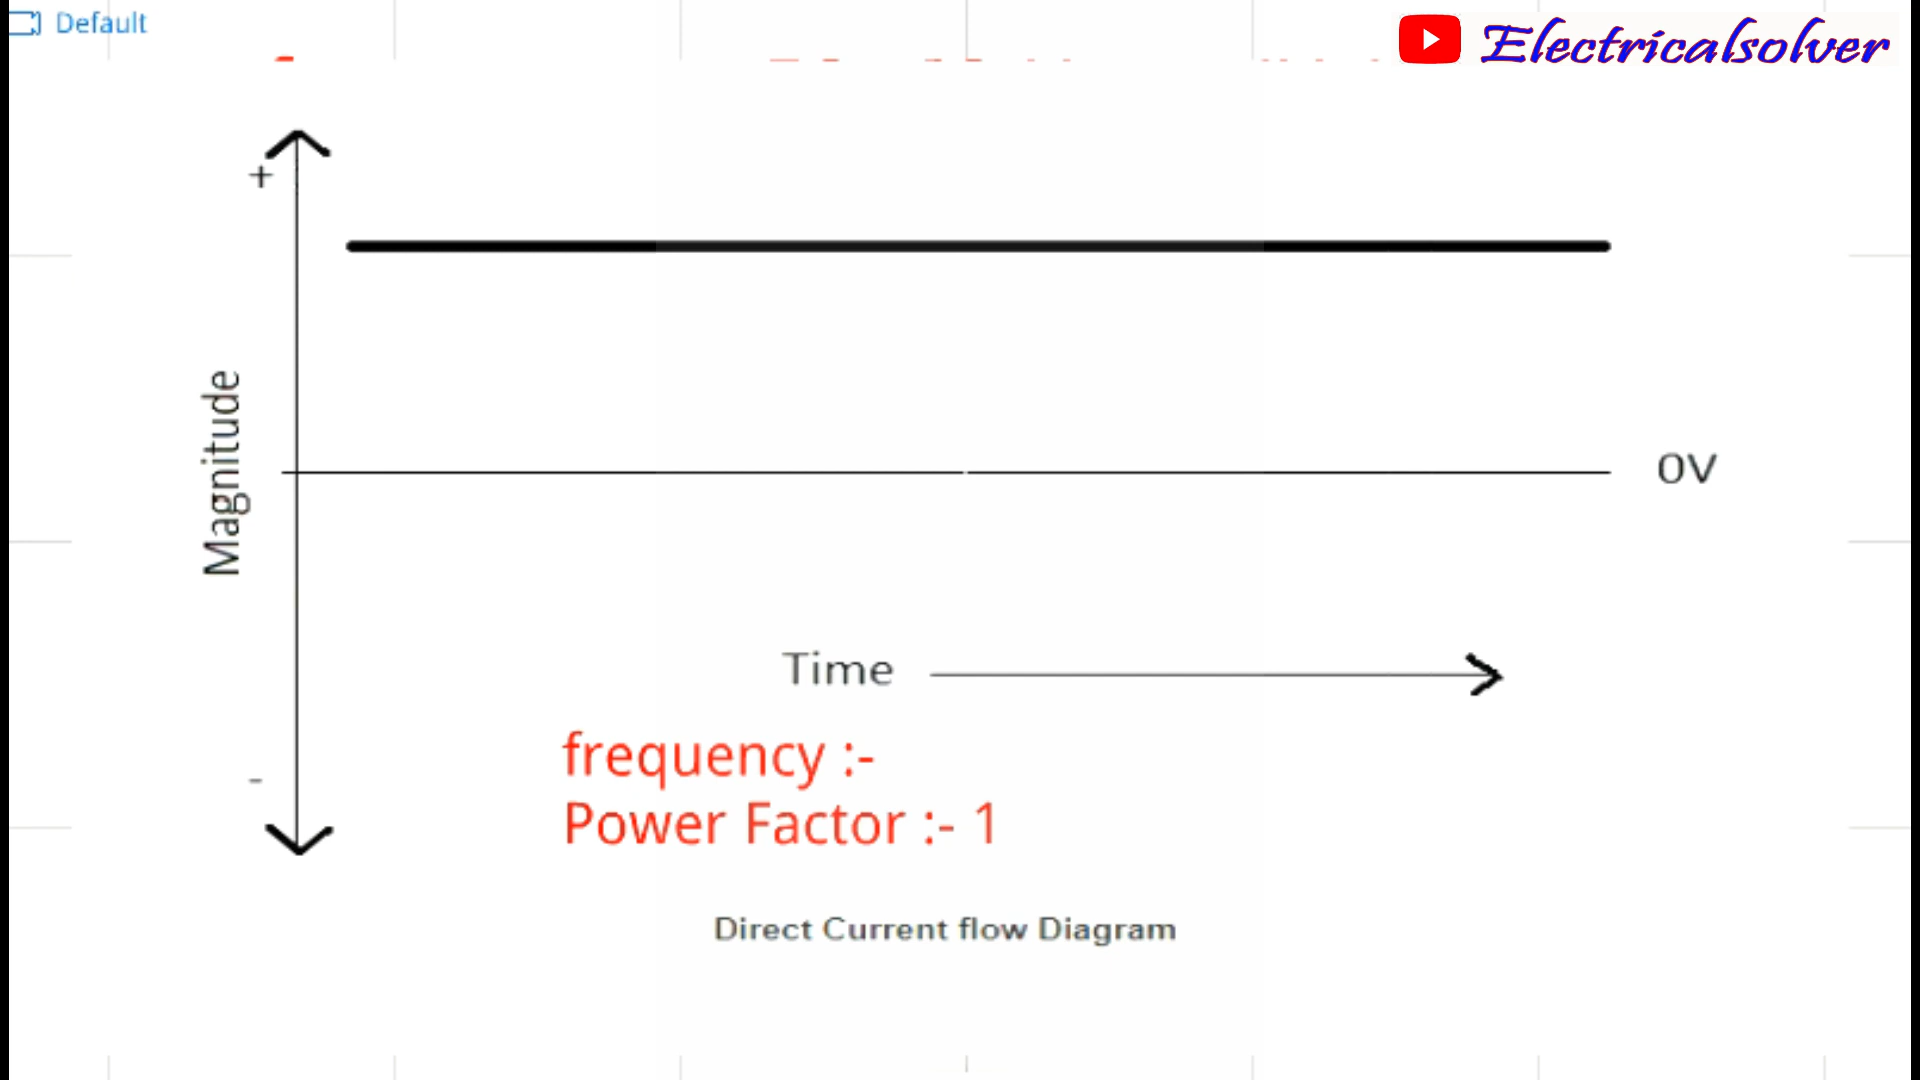 Default
Electricalsolver
+
Magnitude
0V
Time
-
frequency :-
Power Factor :- 1
Direct Current flow Diagram